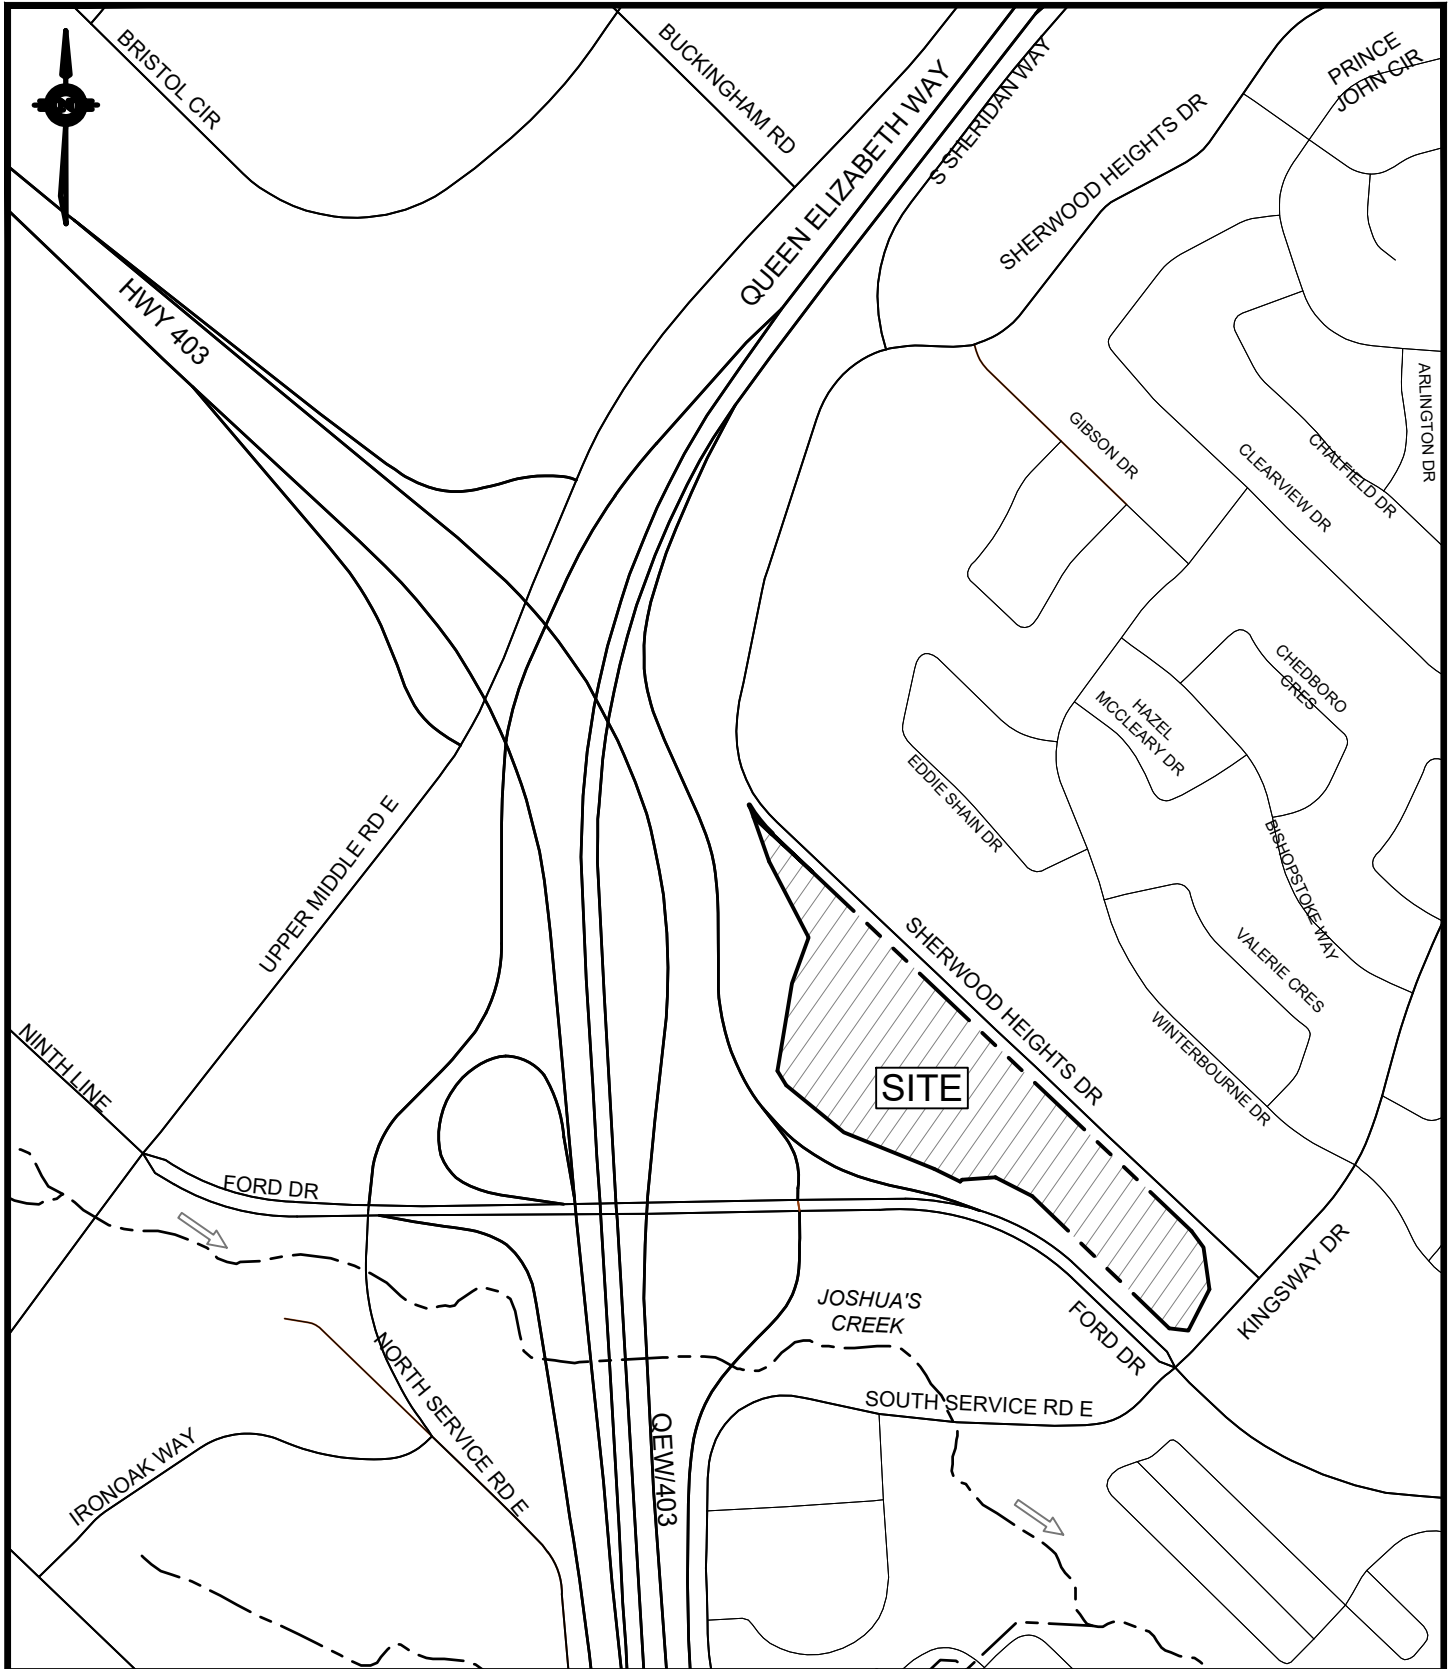 BRISTOL CIR
BUCKINGHAM RD
QUEEN ELIZABETH WAY
S SHERIDAN WAY
PRINCE
JOHN CIR
SHERWOOD HEIGHTS DR
HWY 403
ARLINGTON DR
GIBSON DR
CLEARVIEW DR
CHALFIELD DR
CHEDBORO
CRES
HAZEL
MCCLEARY DR
EDDIE SHAIN DR
UPPER MIDDLE RD E
BISHOPSTOKE WAY
SHERWOOD HEIGHTS DR
VALERIE CRES
WINTERBOURNE DR
NINTH LINE
SITE
FORD DR
JOSHUA'S
CREEK
KINGSWAY DR
FORD DR
NORTH SERVICE RD E
SOUTH SERVICE RD E
IRONOAK WAY
QEW/403